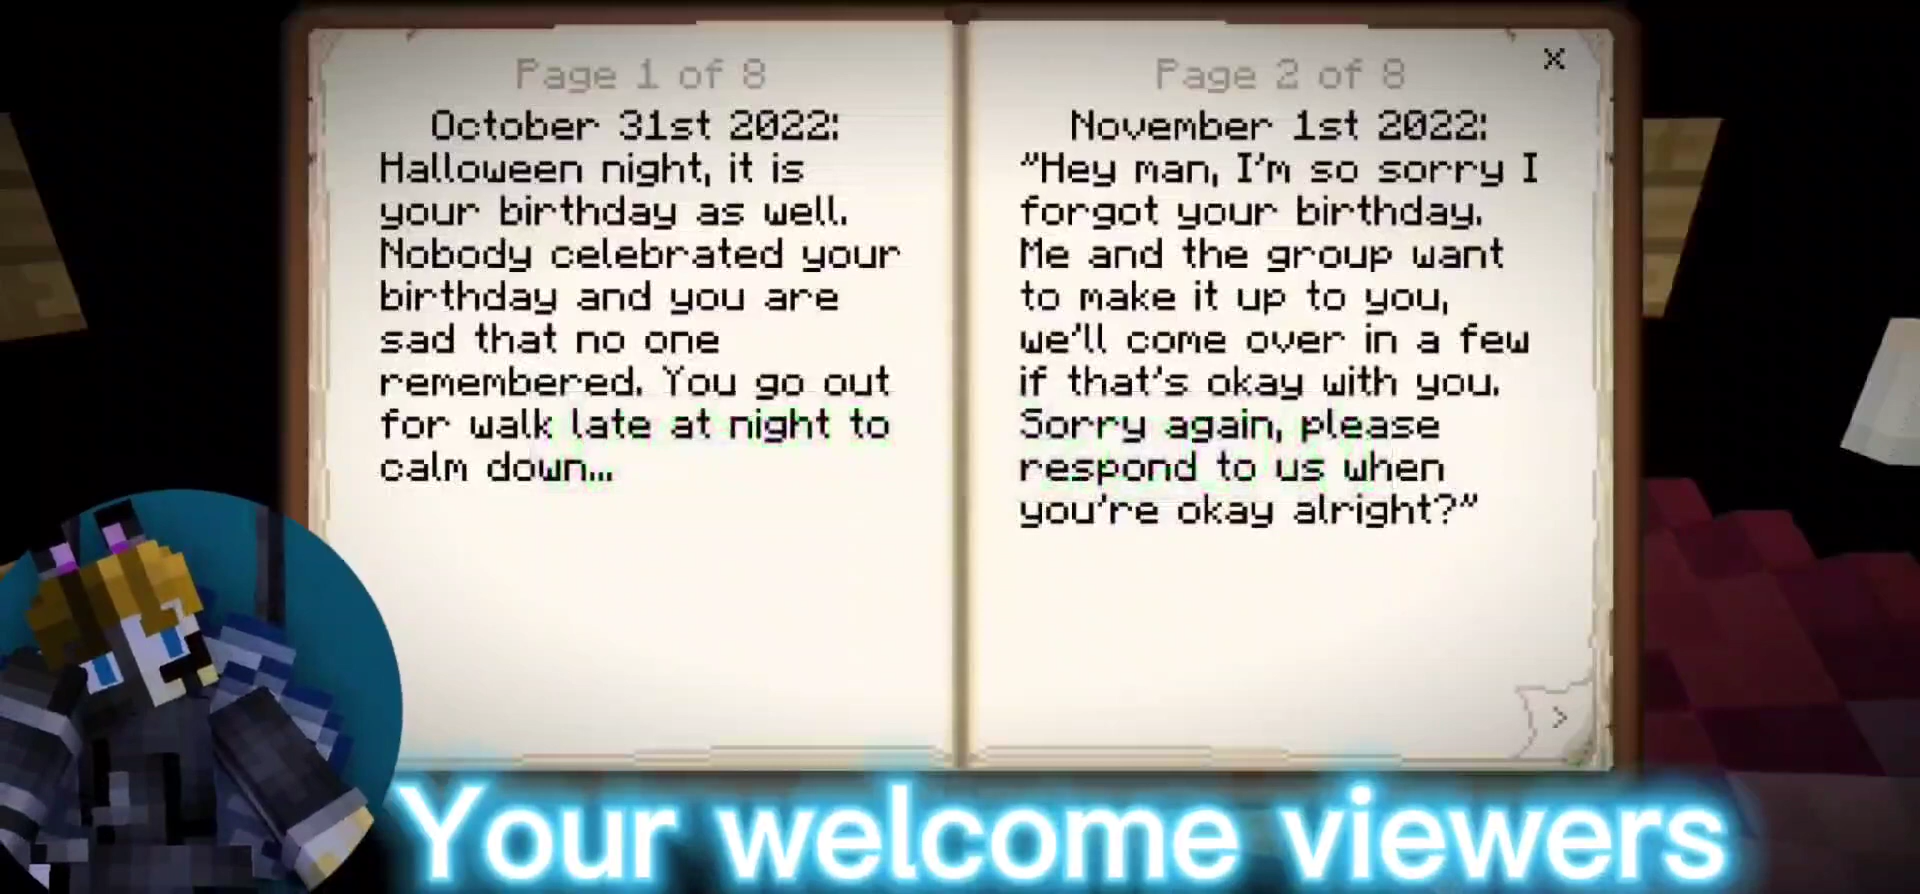 Page 1 of 8
October 31st 2022:
Halloween night, it is
your birthday as well.
Nobody celebrated your
birthday and you are
sad that no one
remembered. You go out
for walk late at night to
calm down...
Page 2 of 8
X
November 1st 2022:
"Hey man, I'm so sorry I
forgot your birthday.
Me and the group want
to make it up to you,
we'll come over in a few
if that's okay with you.
Sorry again, please
respond to us when
you're okay alright?"
>
Your welcome viewers